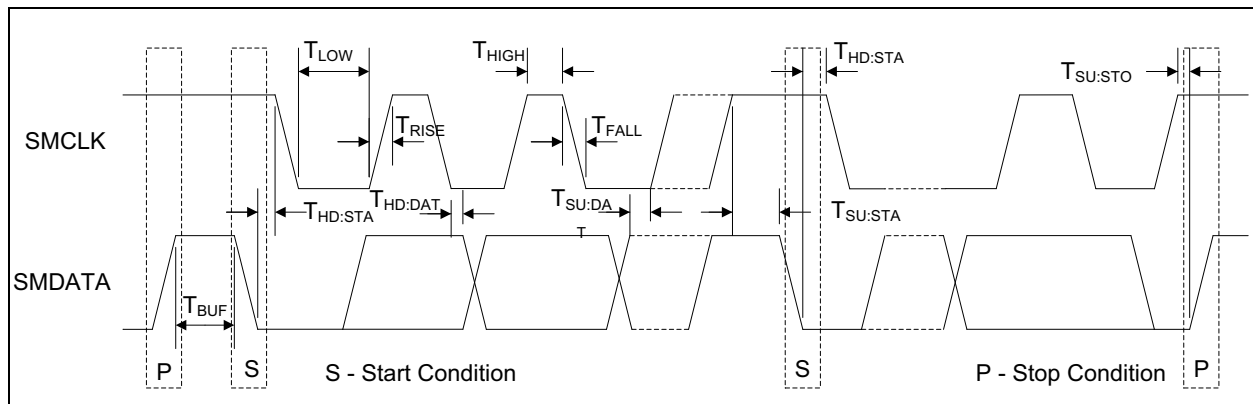 TLOW
THIGH
THD:STA
TSU:STO
SMCLK
TRISE
TFALL
THD:STA
THD:DAT
TSU:DA
T
TSU:STA
SMDATA
TBUF
P
S
S - Start Condition
S
P - Stop Condition
P